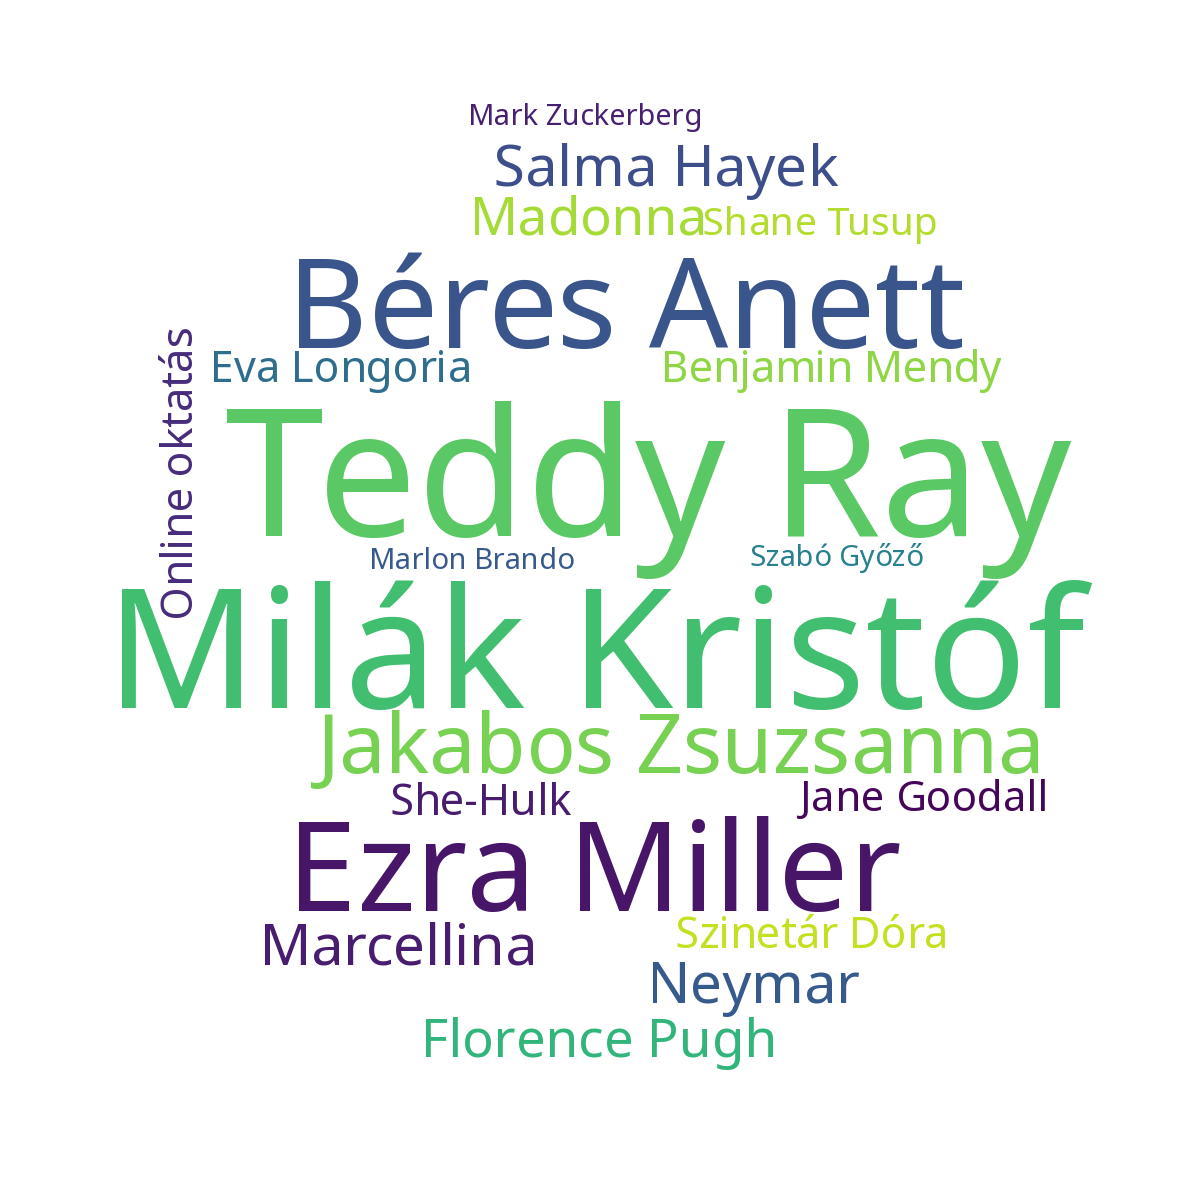 Mark Zuckerberg
Salma Hayek
Madonna
Shane Tusup
Béres Anett
Eva Longoria
Benjamin Mendy
Online oktatás
Teddy Ray
Marlon Brando
Szabó Győző
Milák Kristóf
Jakabos Zsuzsanna
She-Hulk
Jane Goodall
Ezra Miller
Marcellina
Szinetár Dóra
Neymar
Florence Pugh